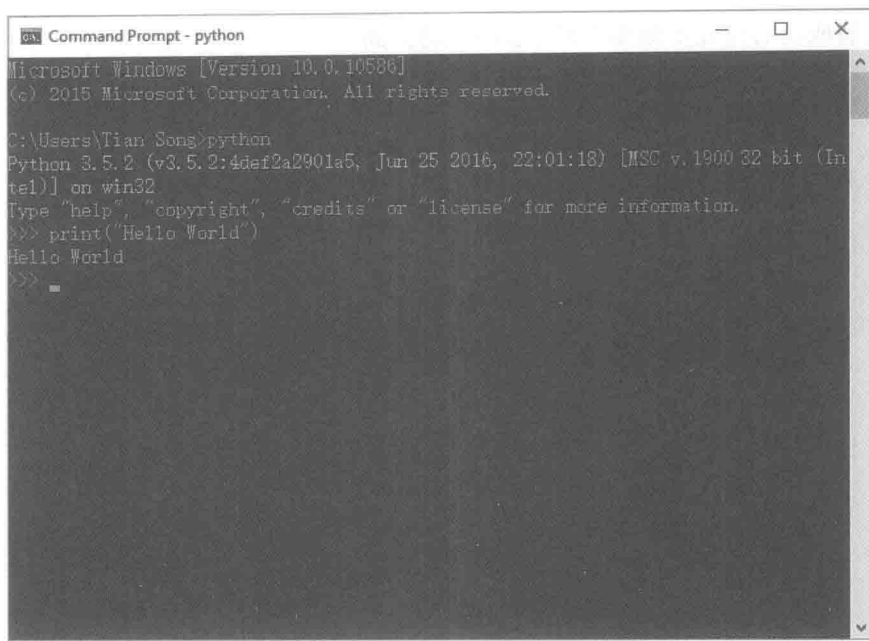 Command Prompt - python
Microsoft Windows [Version 10.0.10586]
(c) 2015 Microsoft Corporation. All rights reserved.
C:\Users\Tian Song>python
Python 3.5.2 (v3.5.2:4def2a2901a5, Jun 25 2016, 22:01:18) [MSC v.1900 32 bit (In
tel)] on win32
Type "help", "copyright", "credits" or "license" for more information.
>>> print("Hello World")
Hello World
>>>